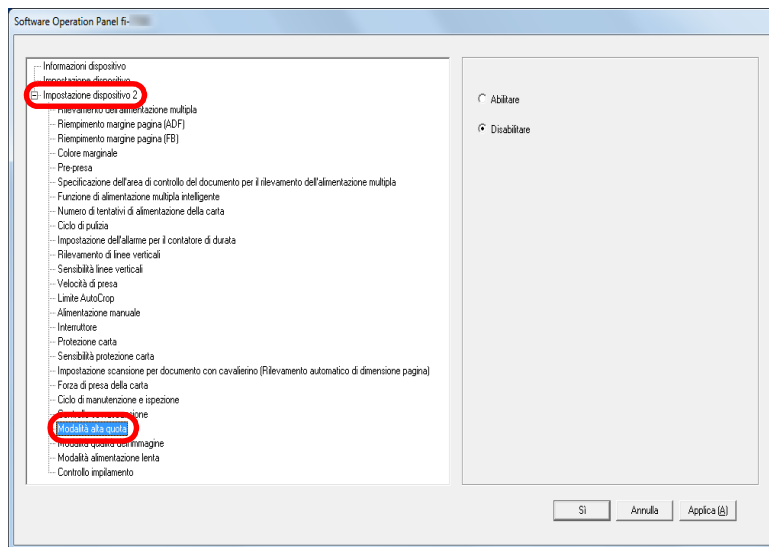 Software Operation Panel fi-
Informazioni dispositivo
Impostazione dispositivo
Impostazione dispositivo 2
Rilevamento dell'alimentazione multipla
Riempimento margine pagina (ADF)
Riempimento margine pagina (FB)
Colore marginale
Pre-presa
Specificazione dell'area di controllo del documento per il rilevamento dell'alimentazione multipla
Funzione di alimentazione multipla intelligente
Numero di tentativi di alimentazione della carta
Ciclo di pulizia
Impostazione dell'allarme per il contatore di durata
Rilevamento di linee verticali
Sensibilità linee verticali
Velocità di presa
Limite AutoCrop
Alimentazione manuale
Interruttore
Protezione carta
Sensibilità protezione carta
Impostazione scansione per documento con cavalierino (Rilevamento automatico di dimensione pagina)
Forza di presa della carta
Ciclo di manutenzione e ispezione
Controllo
Modalità alta quota
Modalità qualità dell'immagine
Modalità alimentazione lenta
Controllo impilamento
Abilitare
Disabilitare
Sì
Annulla
Applica (A)